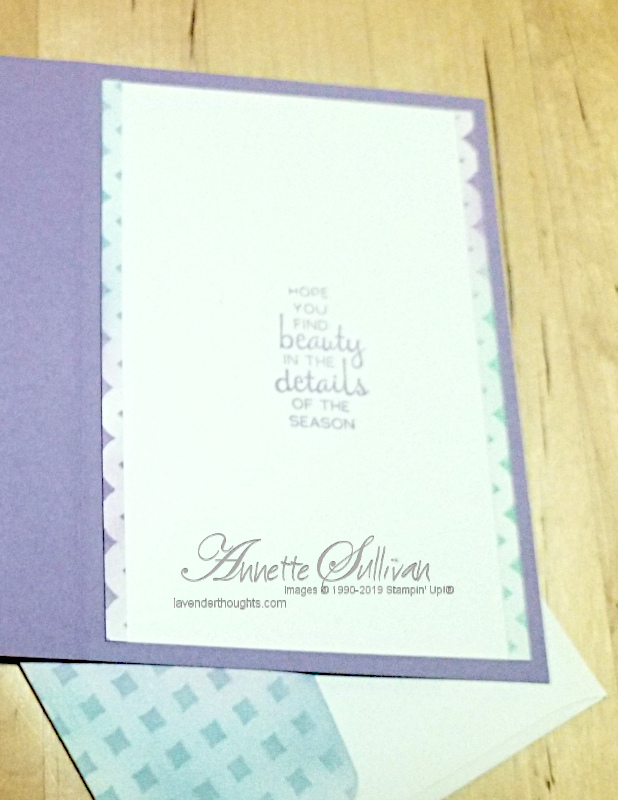 HOPE
YOU
FIND
beauty
IN THE
details
OF THE
SEASON
Annette Sullivan
Images © 1990-2019 Stampin' Up!®
lavenderthoughts.com